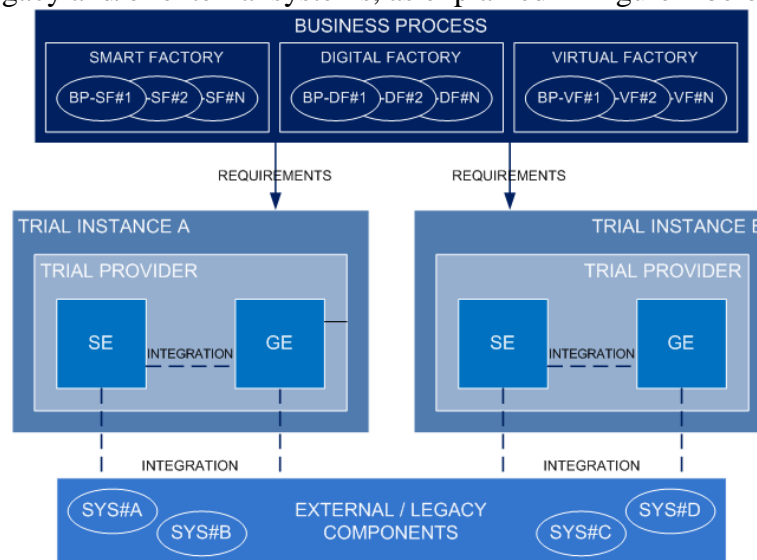 BUSINESS PROCESS
SMART FACTORY
BP-SF#1 -SF#2 -SF#N
DIGITAL FACTORY
BP-DF#1 -DF#2 -DF#N
VIRTUAL FACTORY
BP-VF#1 -VF#2 -VF#N
REQUIREMENTS
REQUIREMENTS
TRIAL INSTANCE A
TRIAL PROVIDER
SE
INTEGRATION
GE
TRIAL INSTANCE
TRIAL PROVIDER
SE
INTEGRATION
GE
INTEGRATION
INTEGRATION
SYS#A
SYS#B
EXTERNAL / LEGACY
COMPONENTS
SYS#C
SYS#D